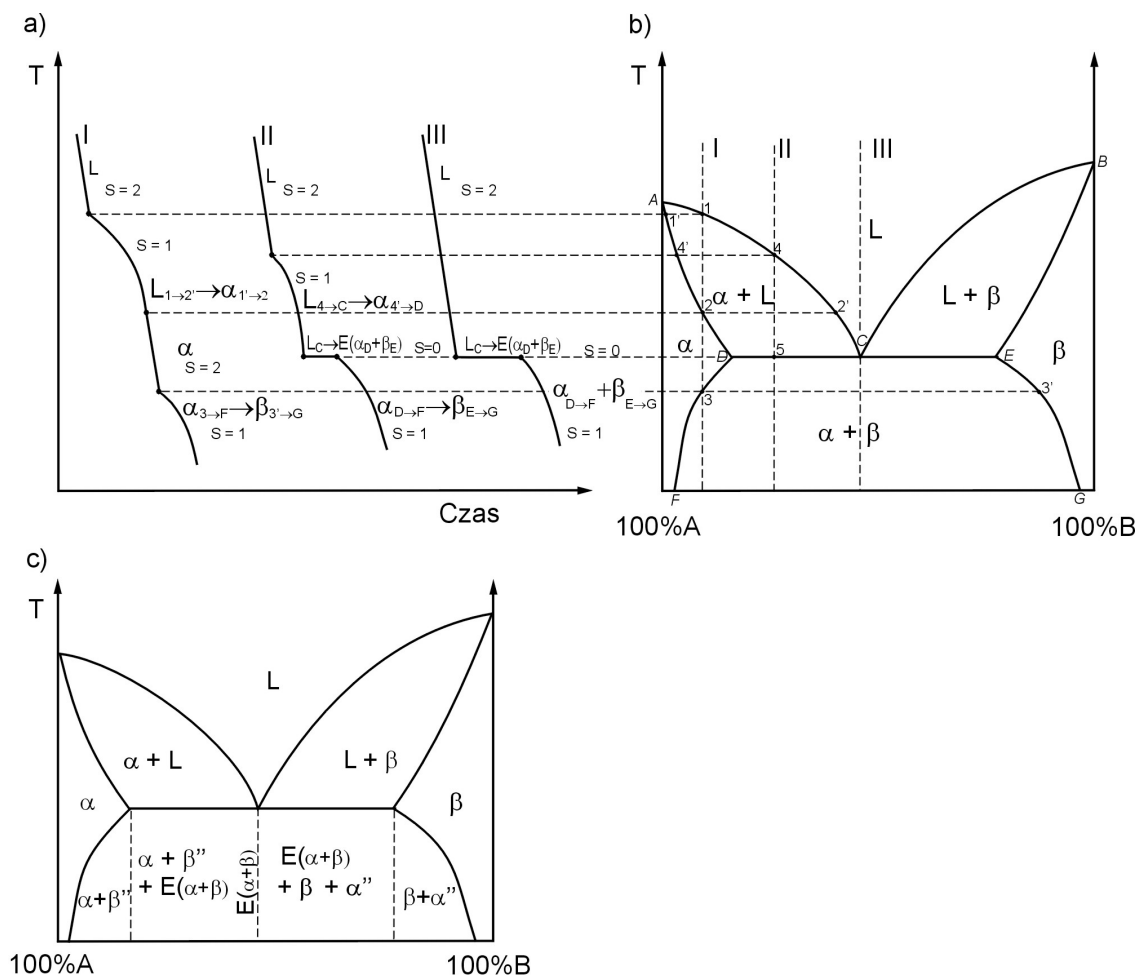 a)
T
I
II
III
L
S = 2
L
S = 2
L
S = 2
S = 1
S = 1
L1→2'→α1'→2
L4→C→α4'→D
LC→E(αD+βE)
S=0
LC→E(αD+βE)
S = 0
α
S = 2
α3→F→β3'→G
S = 1
αD→F→βE→G
S = 1
αD→F+βE→G
S = 1
Czas
b)
T
I
II
III
A
B
1'
1
4'
4
L
α + L
L + β
2
2'
C
α
D
5
E
β
3
3'
α + β
F
G
100%A
100%B
c)
T
L
α + L
L + β
α
β
α + β''
+ E(α+β)
E(α+β)
E(α+β)
+ β + α''
α+β''
β+α''
100%A
100%B